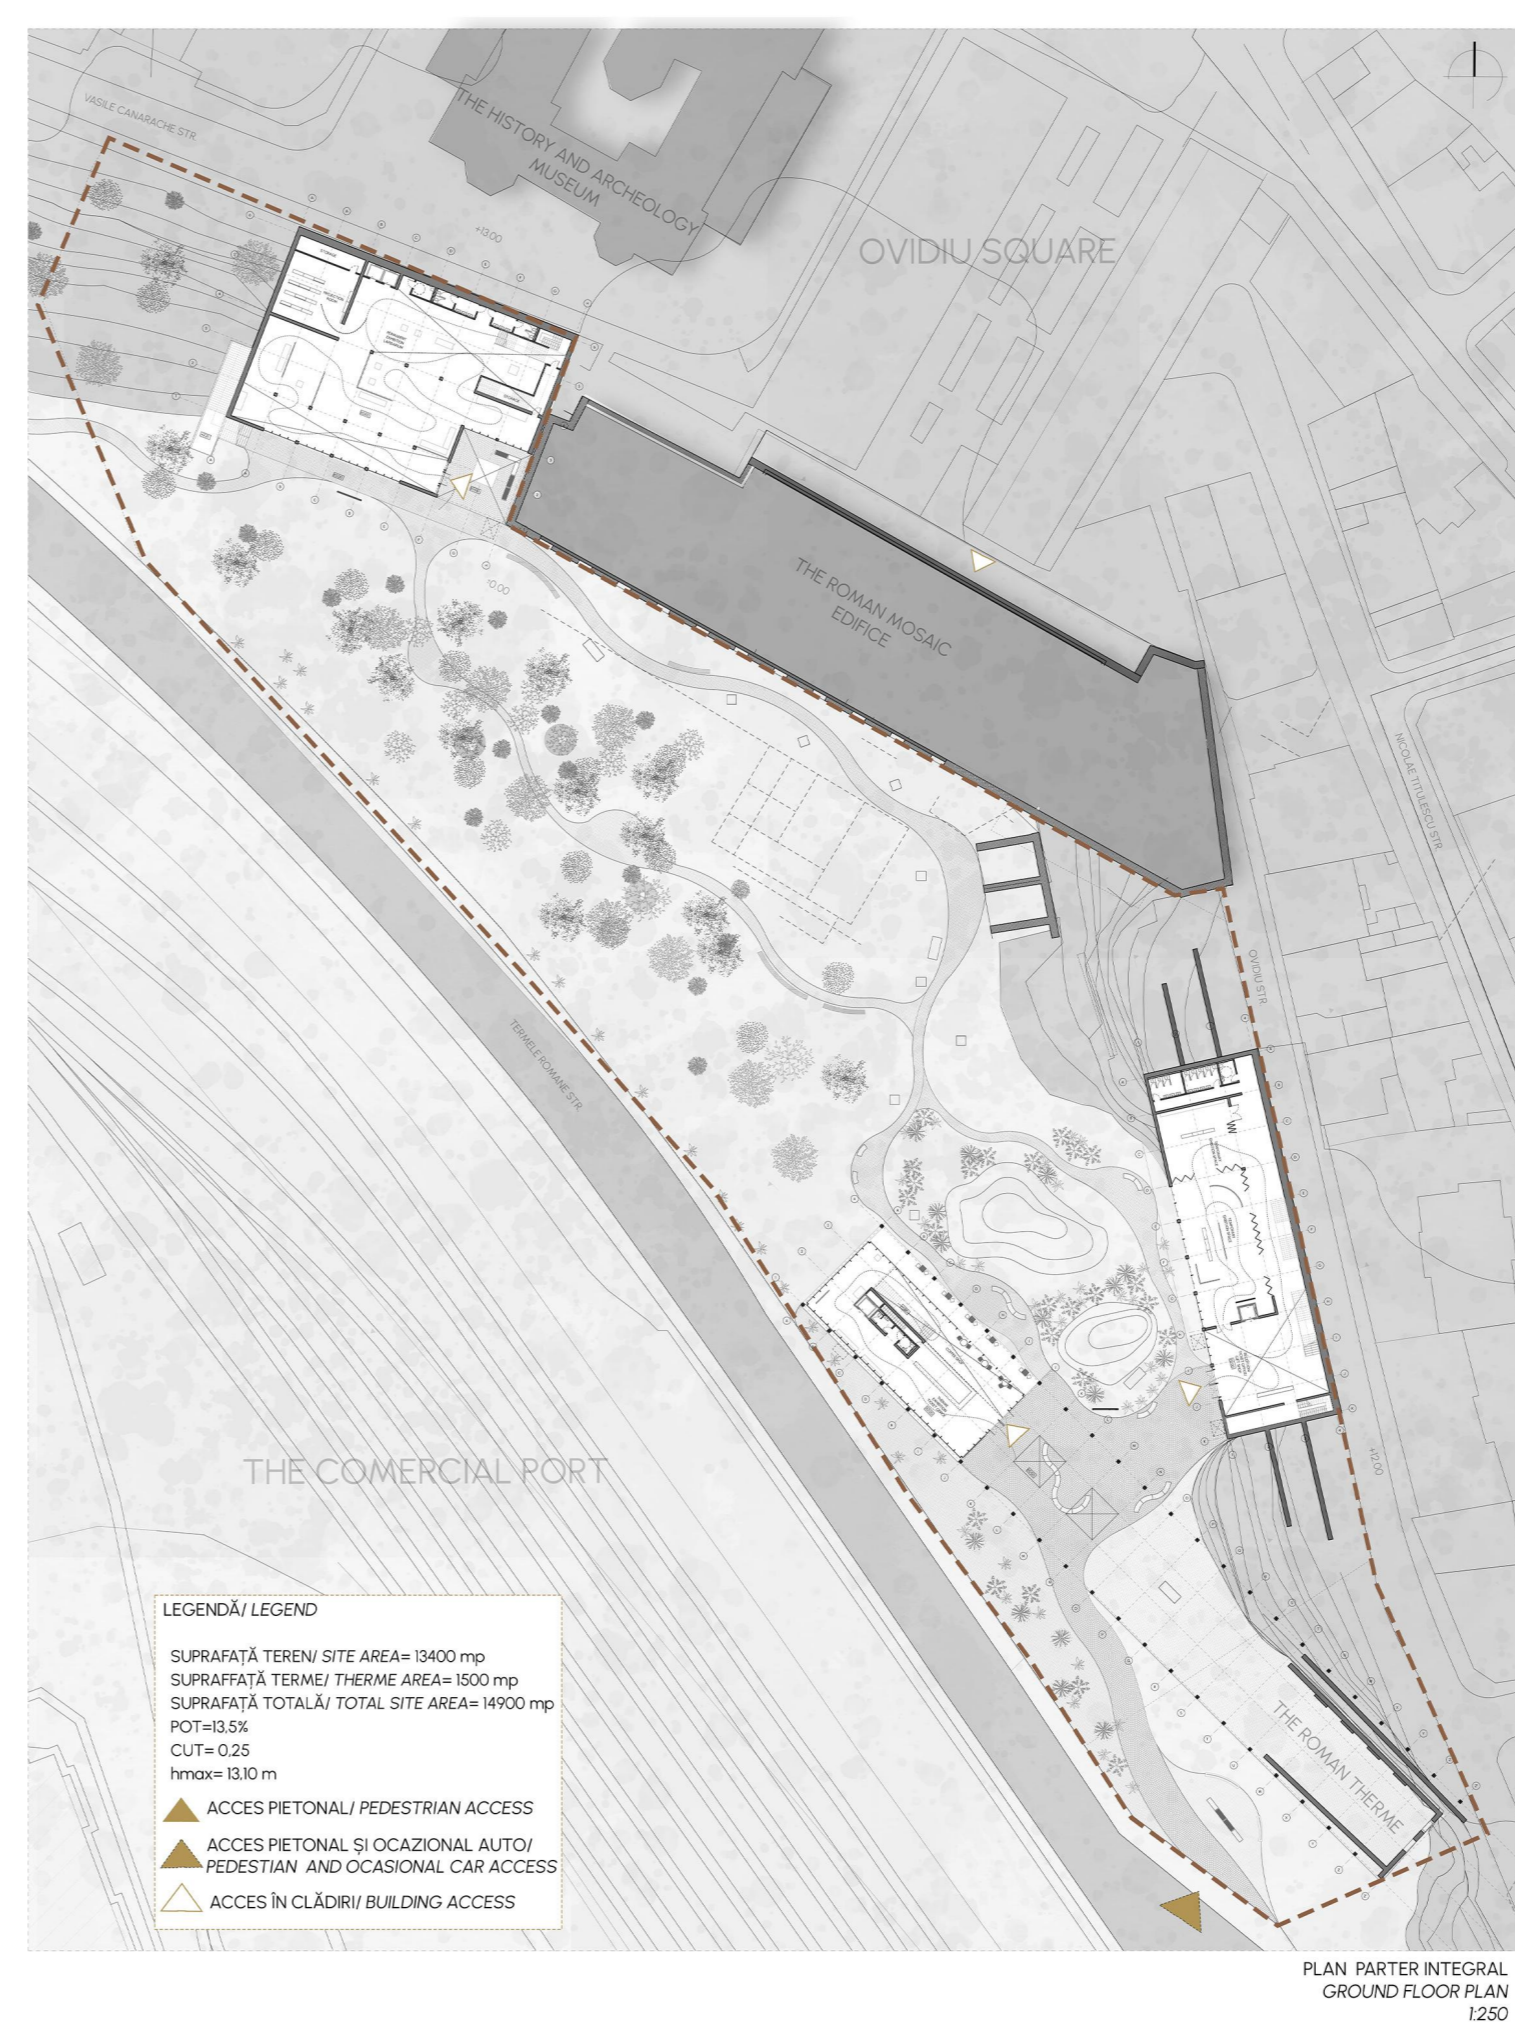 VASILE CANARACHE STR.
THE HISTORY AND ARCHEOLOGY
MUSEUM
+13.00
OVIDIU SQUARE
STORAGE
STORAGE
±0.00
THE ROMAN MOSAIC
EDIFICE
NICOLAE TITULESCU STR.
OVIDIU STR.
TERMELE ROMANE STR.
+12.00
THE COMERCIAL PORT
THE ROMAN THERME
LEGENDĂ/ LEGEND
SUPRAFAȚĂ TEREN/ SITE AREA= 13400 mp
SUPRAFFAȚĂ TERME/ THERME AREA= 1500 mp
SUPRAFAȚĂ TOTALĂ/ TOTAL SITE AREA= 14900 mp
POT=13,5%
CUT= 0,25
hmax= 13,10 m
ACCES PIETONAL/ PEDESTRIAN ACCESS
ACCES PIETONAL ȘI OCAZIONAL AUTO/
PEDESTIAN AND OCASIONAL CAR ACCESS
ACCES ÎN CLĂDIRI/ BUILDING ACCESS
PLAN PARTER INTEGRAL
GROUND FLOOR PLAN
1:250